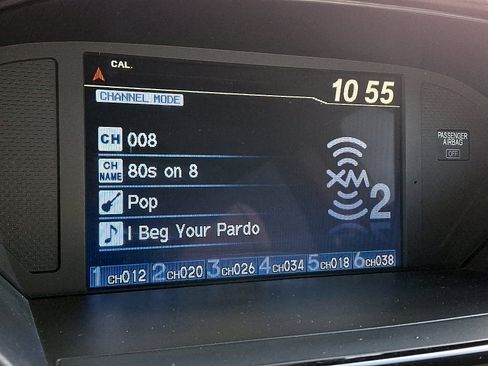 CAL.
CHANNEL MODE
10 55
CH 008
CH NAME 80s on 8
Pop
I Beg Your Pardo
XM 2
PASSENGER AIRBAG
OFF
1 CH012 2 CH020 3 CH026 4 CH034 5 CH018 6 CH038